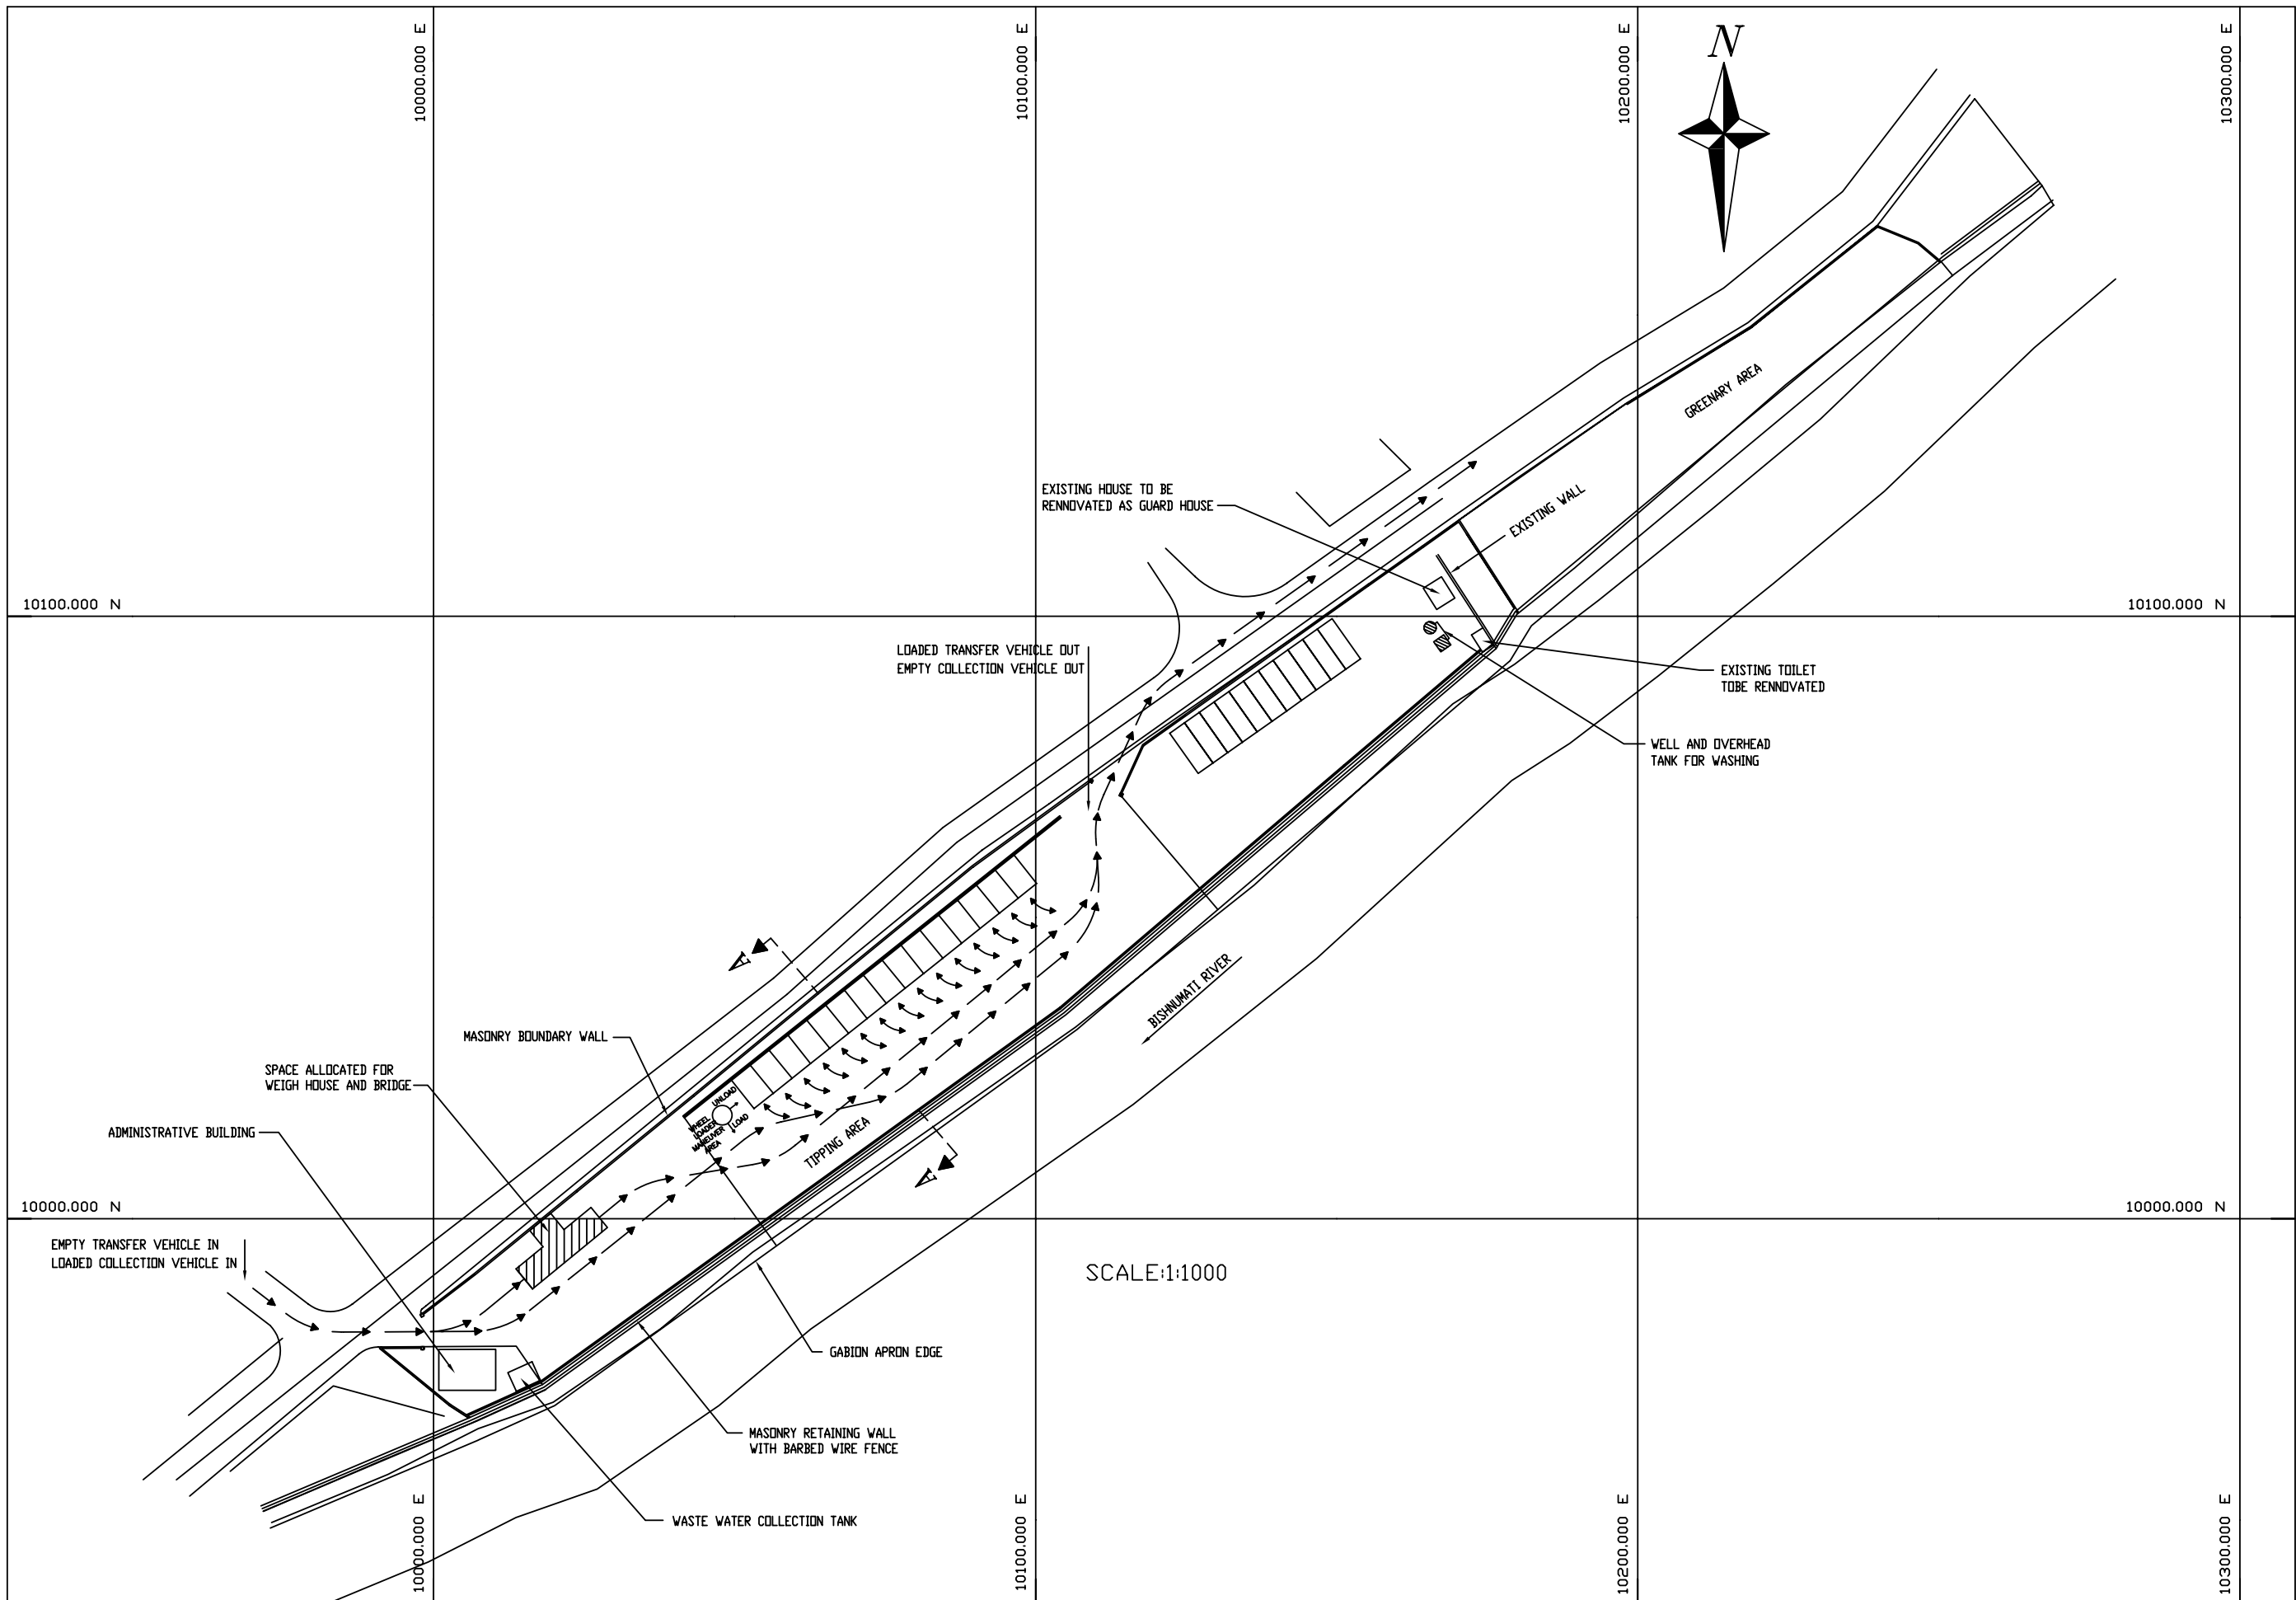 10000.000 E
10100.000 E
10200.000 E
10300.000 E
N
GREENARY AREA
EXISTING HOUSE TO BE
RENNOVATED AS GUARD HOUSE
EXISTING WALL
10100.000 N
10100.000 N
LOADED TRANSFER VEHICLE OUT
EMPTY COLLECTION VEHICLE OUT
EXISTING TOILET
TOBE RENNOVATED
WELL AND OVERHEAD
TANK FOR WASHING
A
BISHNUMATI RIVER
MASONRY BOUNDARY WALL
SPACE ALLOCATED FOR
WEIGH HOUSE AND BRIDGE
UNLOAD
LOAD
WHEEL
LOADER
MANEUVER
AREA
ADMINISTRATIVE BUILDING
TIPPING AREA
A
10000.000 N
10000.000 N
EMPTY TRANSFER VEHICLE IN
LOADED COLLECTION VEHICLE IN
SCALE:1:1000
GABION APRON EDGE
MASONRY RETAINING WALL
WITH BARBED WIRE FENCE
WASTE WATER COLLECTION TANK
10000.000 E
10100.000 E
10200.000 E
10300.000 E